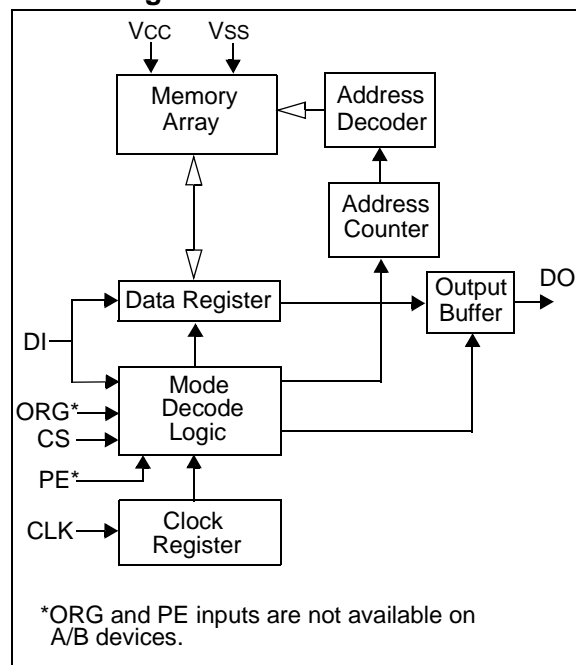 VCC
VSS
Memory
Array
Address
Decoder
Address
Counter
Data Register
Output
Buffer
DO
DI
Mode
Decode
Logic
ORG*
CS
PE*
CLK
Clock
Register
*ORG and PE inputs are not available on
A/B devices.